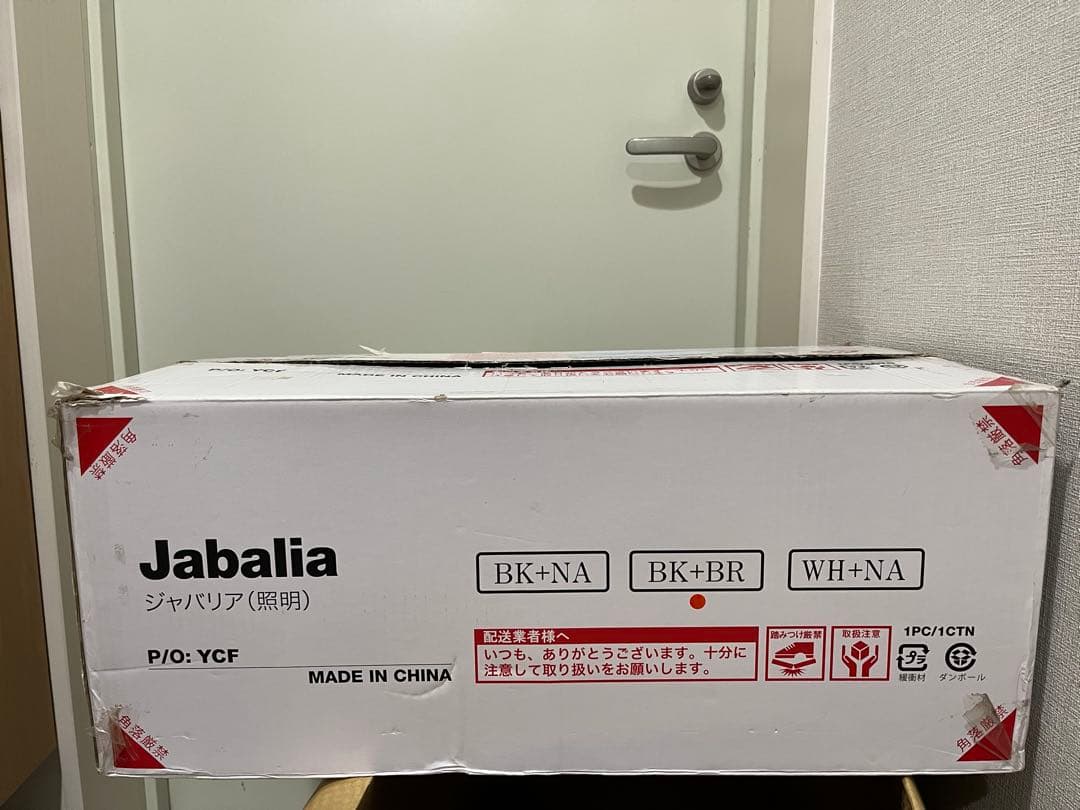 P/O: YCF
MADE IN CHINA
角落厳禁
角落厳禁
Jabalia
ジャバリア(照明)
BK+NA
BK+BR
WH+NA
P/O: YCF
MADE IN CHINA
配送業者様へ
いつも、ありがとうございます。十分に
注意して取り扱いをお願いします。
踏みつけ厳禁
取扱注意
1PC/1CTN
プラ
緩衝材
ダンボール
角落厳禁
角落厳禁